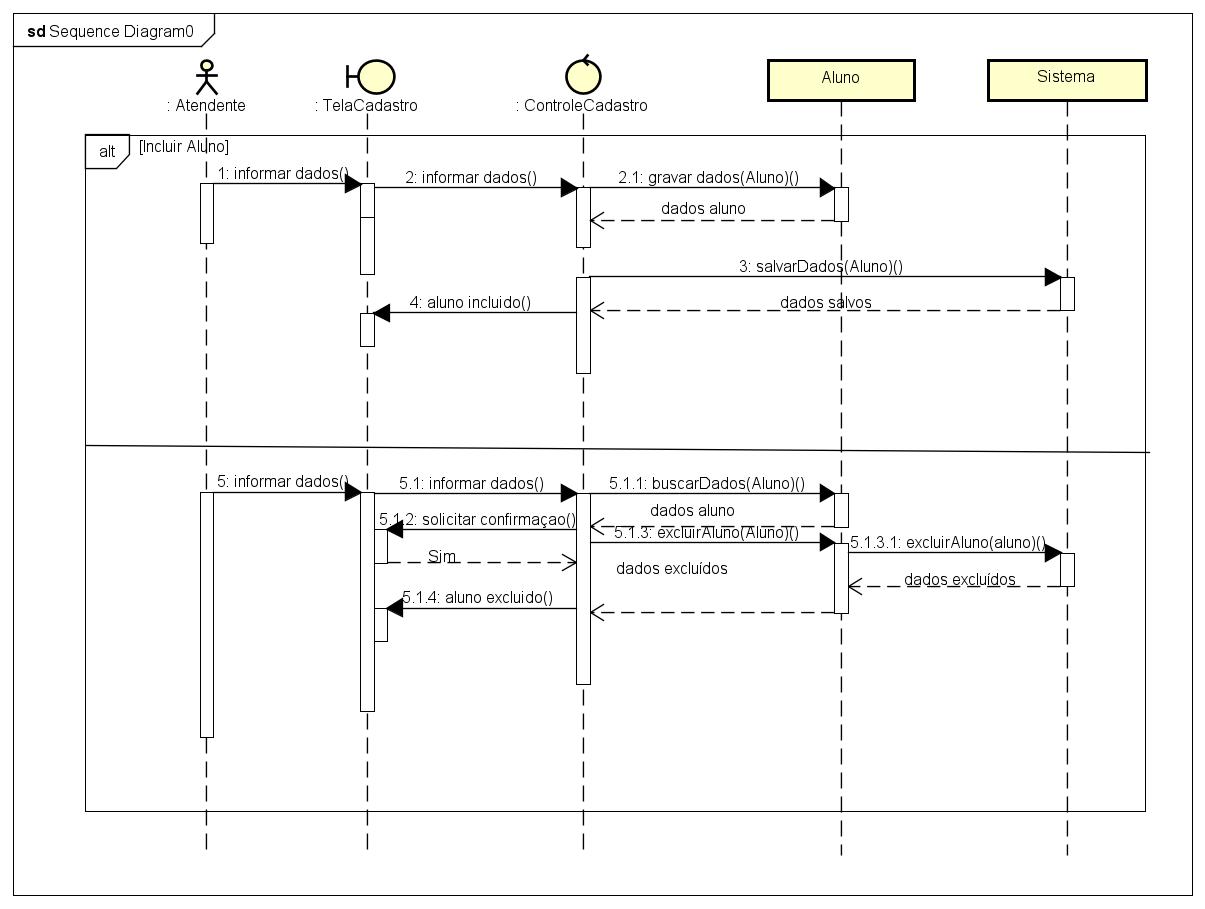 sd Sequence Diagram0
: Atendente
: TelaCadastro
: ControleCadastro
Aluno
Sistema
alt
[Incluir Aluno]
1: informar dados()
2: informar dados()
2.1: gravar dados(Aluno)()
dados aluno
3: salvarDados(Aluno)()
4: aluno incluido()
dados salvos
5: informar dados()
5.1: informar dados()
5.1.1: buscarDados(Aluno)()
dados aluno
5.1.2: solicitar confirmaçao()
5.1.3: excluirAluno(Aluno)()
5.1.3.1: excluirAluno(aluno)()
Sim
dados excluídos
dados excluídos
5.1.4: aluno excluido()